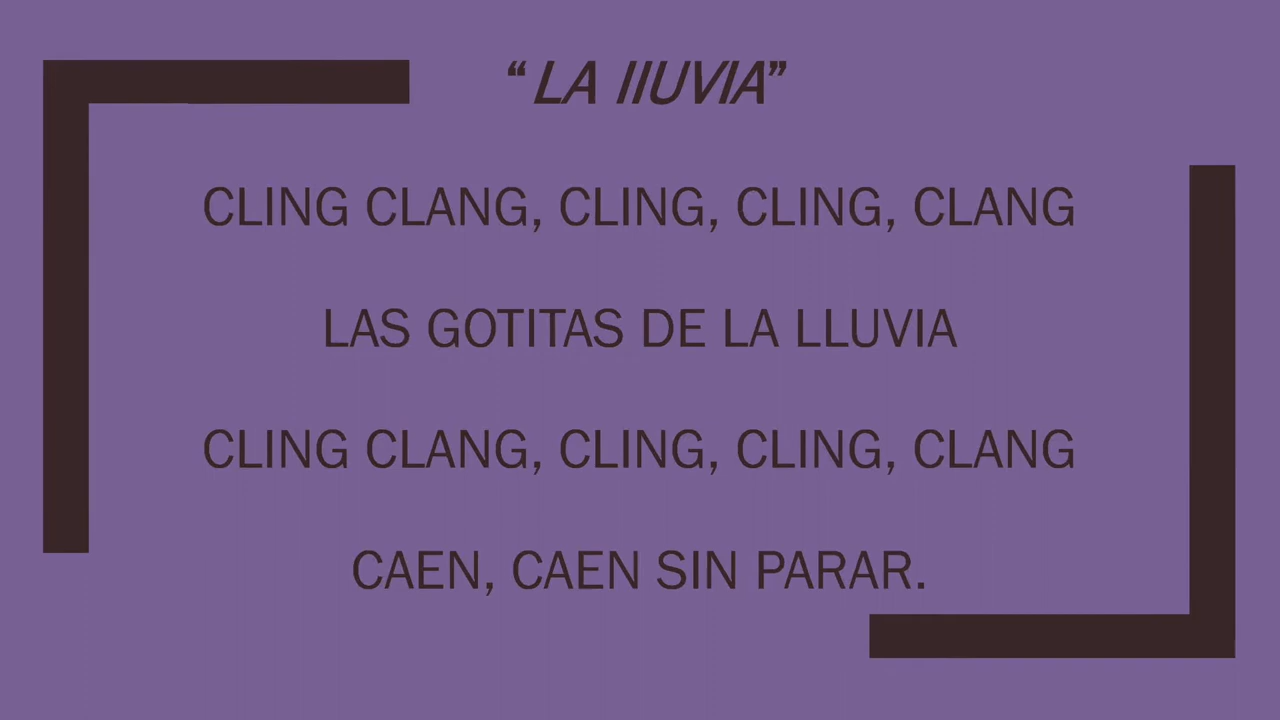 “LA llUVIA”
CLING CLANG, CLING, CLING, CLANG
LAS GOTITAS DE LA LLUVIA
CLING CLANG, CLING, CLING, CLANG
CAEN, CAEN SIN PARAR.